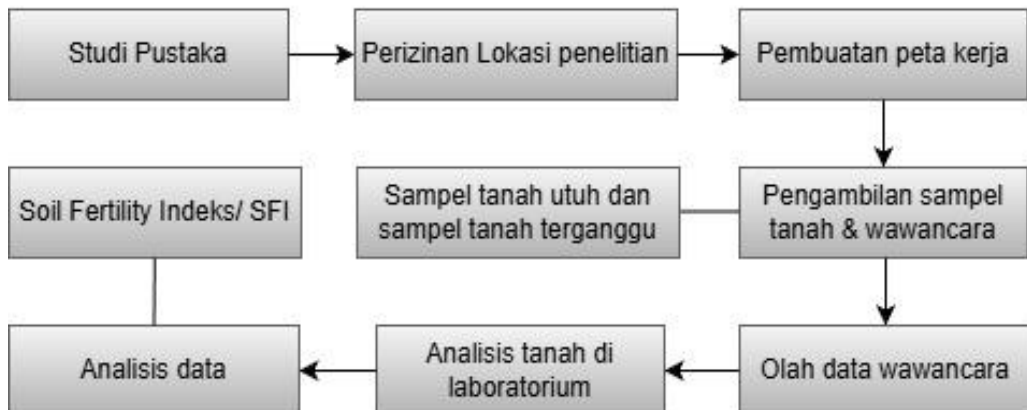 Studi Pustaka
Perizinan Lokasi penelitian
Pembuatan peta kerja
Soil Fertility Indeks/ SFI
Sampel tanah utuh dan
sampel tanah terganggu
Pengambilan sampel
tanah & wawancara
Analisis data
Analisis tanah di
laboratorium
Olah data wawancara